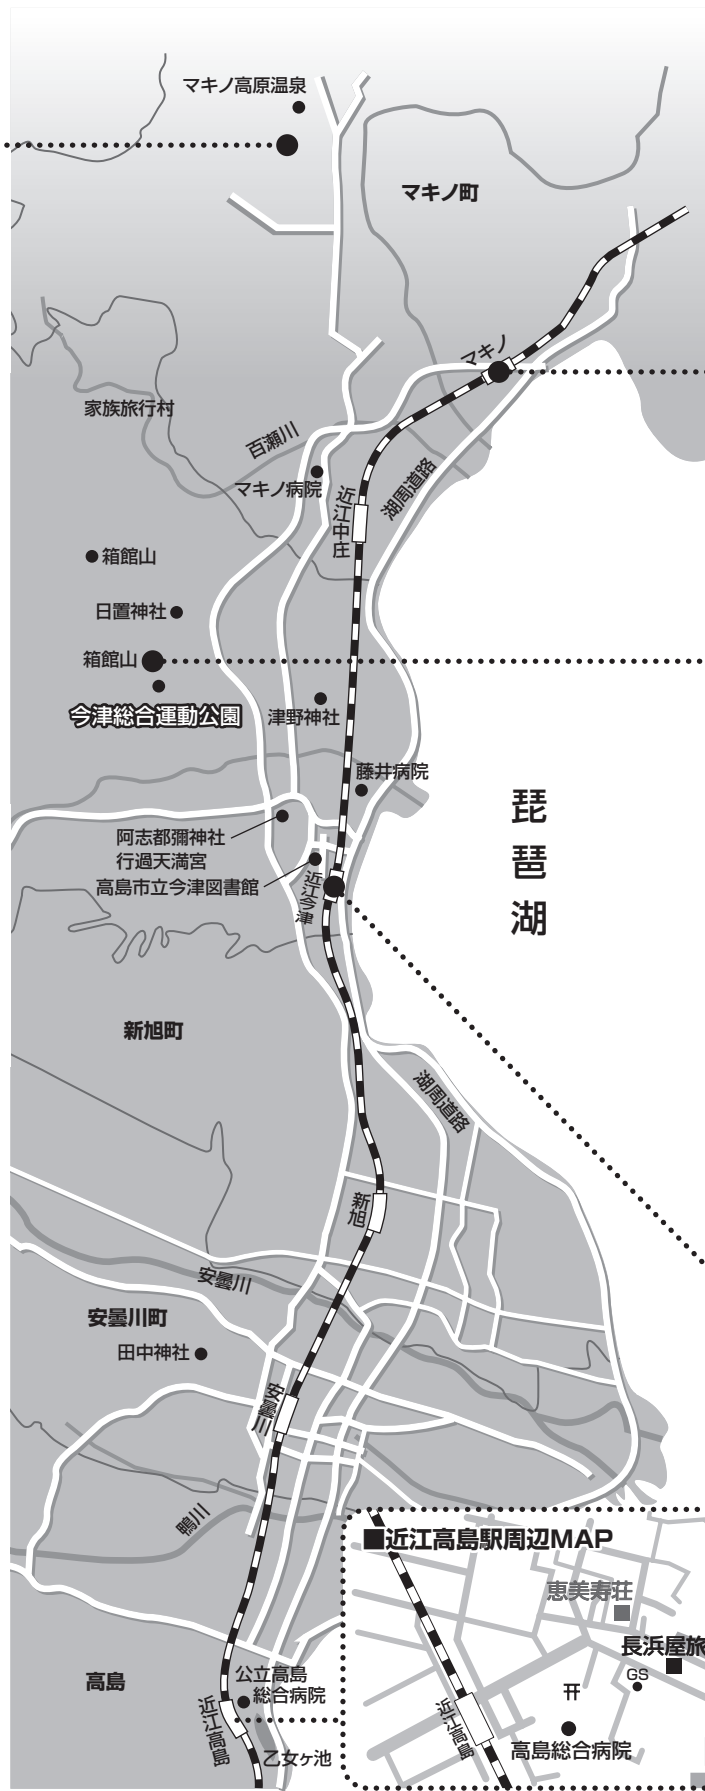 マキノ高原温泉
マキノ町
マキノ
家族旅行村
百瀬川
マキノ病院
湖周道路
近江中庄
箱館山
日置神社
箱館山
今津総合運動公園
津野神社
藤井病院
琵琶湖
阿志都彌神社
行過天満宮
高島市立今津図書館
近江今津
新旭町
湖周道路
新旭
安曇川
安曇川町
田中神社
安曇川
鴨川
■近江高島駅周辺MAP
恵美寿荘
長浜屋旅
GS
近江高島
高島総合病院
高島
公立高島
総合病院
近江高島
乙女ヶ池